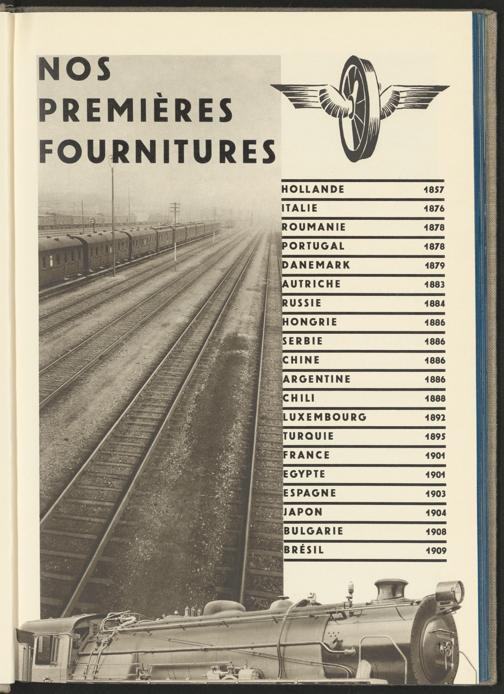 NOS
PREMIÈRES
FOURNITURES
HOLLANDE 1857
ITALIE 1876
ROUMANIE 1878
PORTUGAL 1878
DANEMARK 1879
AUTRICHE 1883
RUSSIE 1884
HONGRIE 1886
SERBIE 1886
CHINE 1886
ARGENTINE 1886
CHILI 1888
LUXEMBOURG 1892
TURQUIE 1895
FRANCE 1901
EGYPTE 1901
ESPAGNE 1903
JAPON 1904
BULGARIE 1908
BRÉSIL 1909